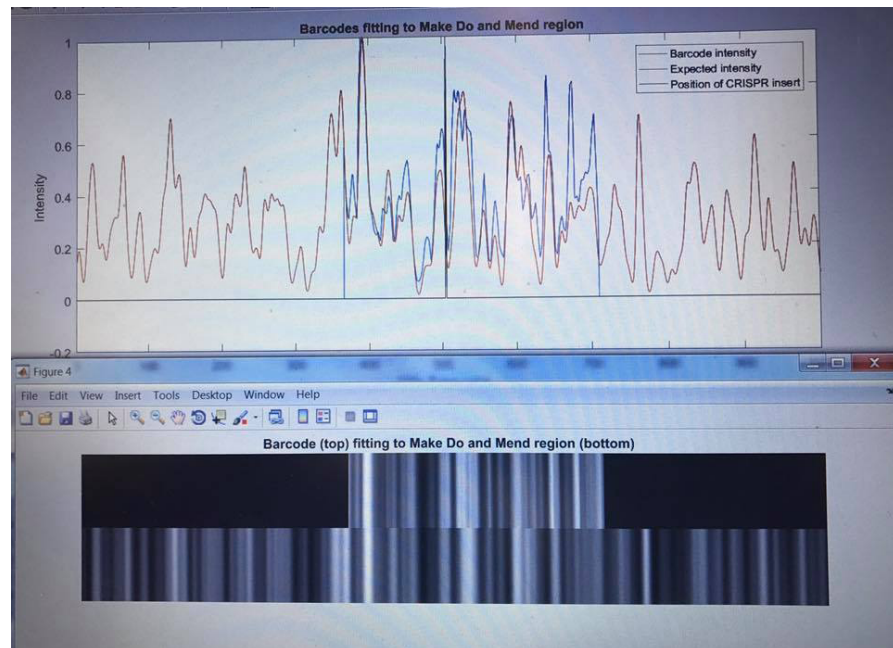 Barcodes fitting to Make Do and Mend region
Barcode intensity
Expected intensity
Position of CRISPR insert
1
0.8
0.6
0.4
0.2
0
-0.2
Intensity
Figure 4
File Edit View Insert Tools Desktop Window Help
Barcode (top) fitting to Make Do and Mend region (bottom)